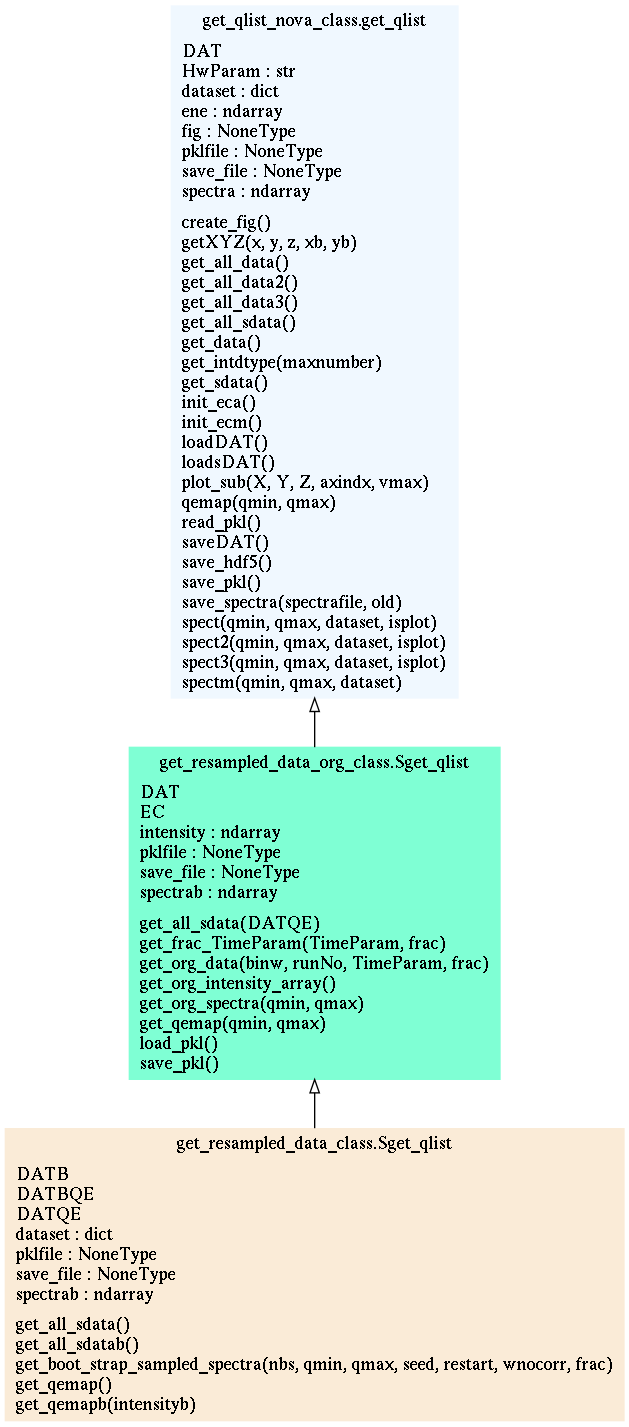 get_qlist_nova_class.get_qlist
DAT
HwParam : str
dataset : dict
ene : ndarray
fig : NoneType
pklfile : NoneType
save_file : NoneType
spectra : ndarray
create_fig()
getXYZ(x, y, z, xb, yb)
get_all_data()
get_all_data2()
get_all_data3()
get_all_sdata()
get_data()
get_intdtype(maxnumber)
get_sdata()
init_eca()
init_ecm()
loadDAT()
loadsDAT()
plot_sub(X, Y, Z, axindx, vmax)
qemap(qmin, qmax)
read_pkl()
saveDAT()
save_hdf5()
save_pkl()
save_spectra(spectrafile, old)
spect(qmin, qmax, dataset, isplot)
spect2(qmin, qmax, dataset, isplot)
spect3(qmin, qmax, dataset, isplot)
spectm(qmin, qmax, dataset)
get_resampled_data_org_class.Sget_qlist
DAT
EC
intensity : ndarray
pklfile : NoneType
save_file : NoneType
spectrab : ndarray
get_all_sdata(DATQE)
get_frac_TimeParam(TimeParam, frac)
get_org_data(binw, runNo, TimeParam, frac)
get_org_intensity_array()
get_org_spectra(qmin, qmax)
get_qemap(qmin, qmax)
load_pkl()
save_pkl()
get_resampled_data_class.Sget_qlist
DATB
DATBQE
DATQE
dataset : dict
pklfile : NoneType
save_file : NoneType
spectrab : ndarray
get_all_sdata()
get_all_sdatab()
get_boot_strap_sampled_spectra(nbs, qmin, qmax, seed, restart, wnocorr, frac)
get_qemap()
get_qemapb(intensityb)